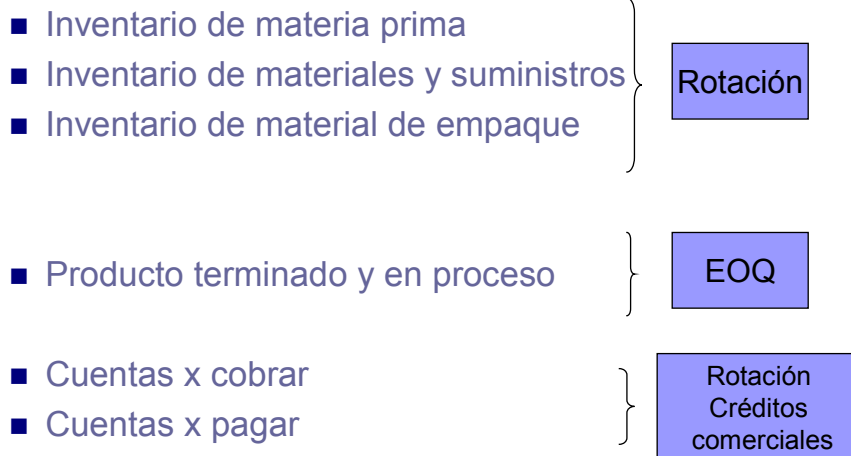 Inventario de materia prima
Inventario de materiales y suministros
Inventario de material de empaque
Rotación
Producto terminado y en proceso
EOQ
Cuentas x cobrar
Cuentas x pagar
Rotación
Créditos
comerciales